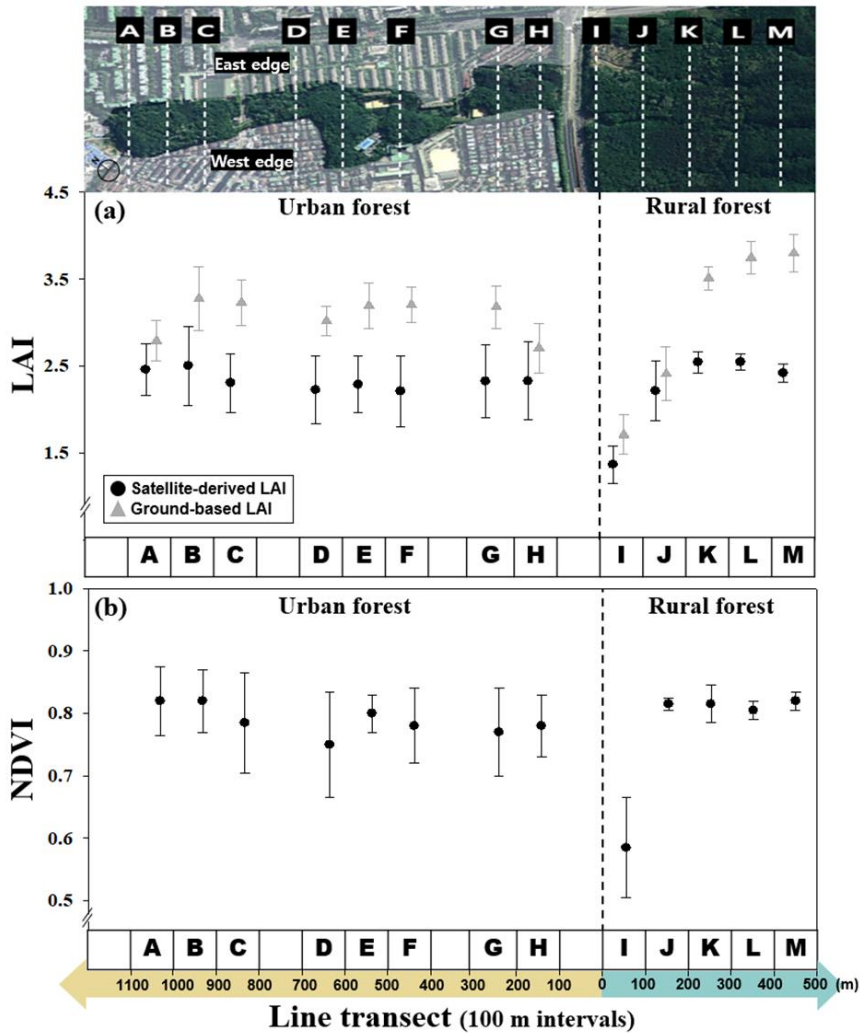 A B C D E F G H I J K L M
East edge
West edge
N
(a) Urban forest Rural forest
4.5
3.5
2.5
1.5
LAI
Satellite-derived LAI
Ground-based LAI
A B C D E F G H I J K L M
(b) Urban forest Rural forest
1.0
0.9
0.8
0.7
0.6
0.5
NDVI
A B C D E F G H I J K L M
1100 1000 900 800 700 600 500 400 300 200 100 0 100 200 300 400 500 (m)
Line transect (100 m intervals)